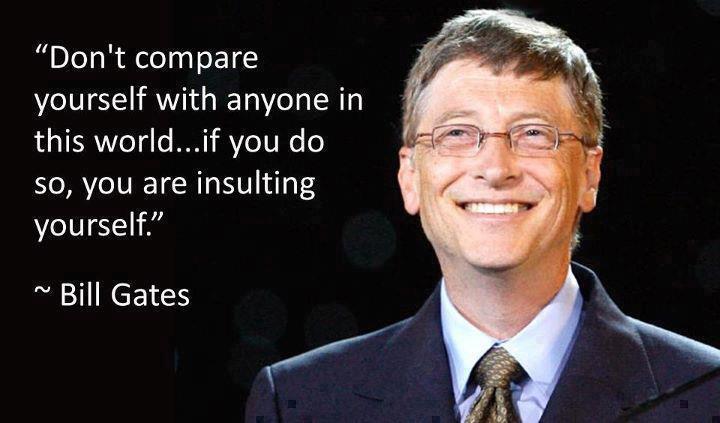 “Don't compare
yourself with anyone in
this world...if you do
so, you are insulting
yourself.”
~ Bill Gates